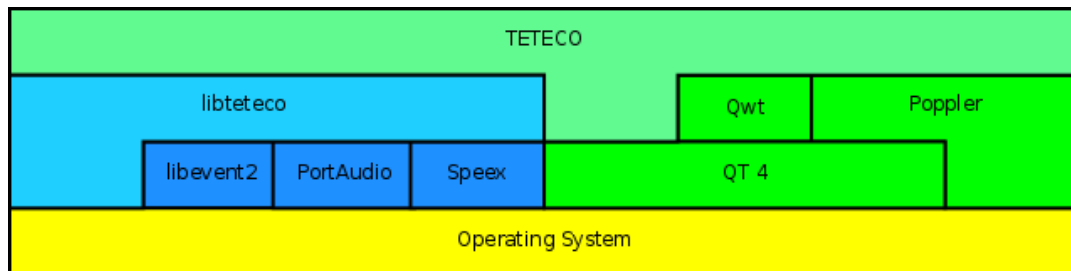 TETECO
libteteco
Qwt
Poppler
libevent2
PortAudio
Speex
QT 4
Operating System